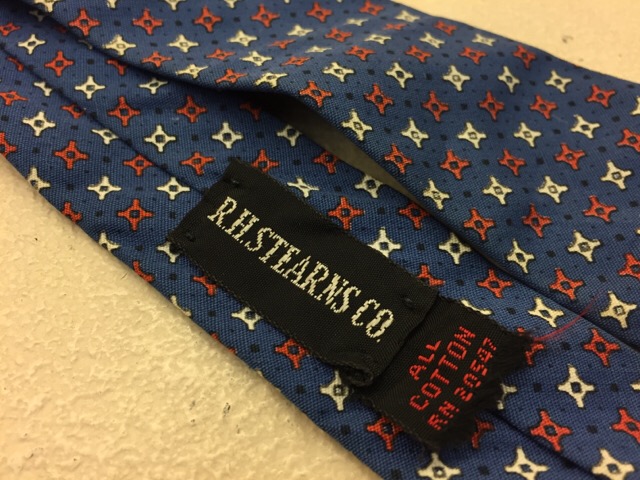 R.H.STEARNS CO.
ALL
COTTON
RN 30547